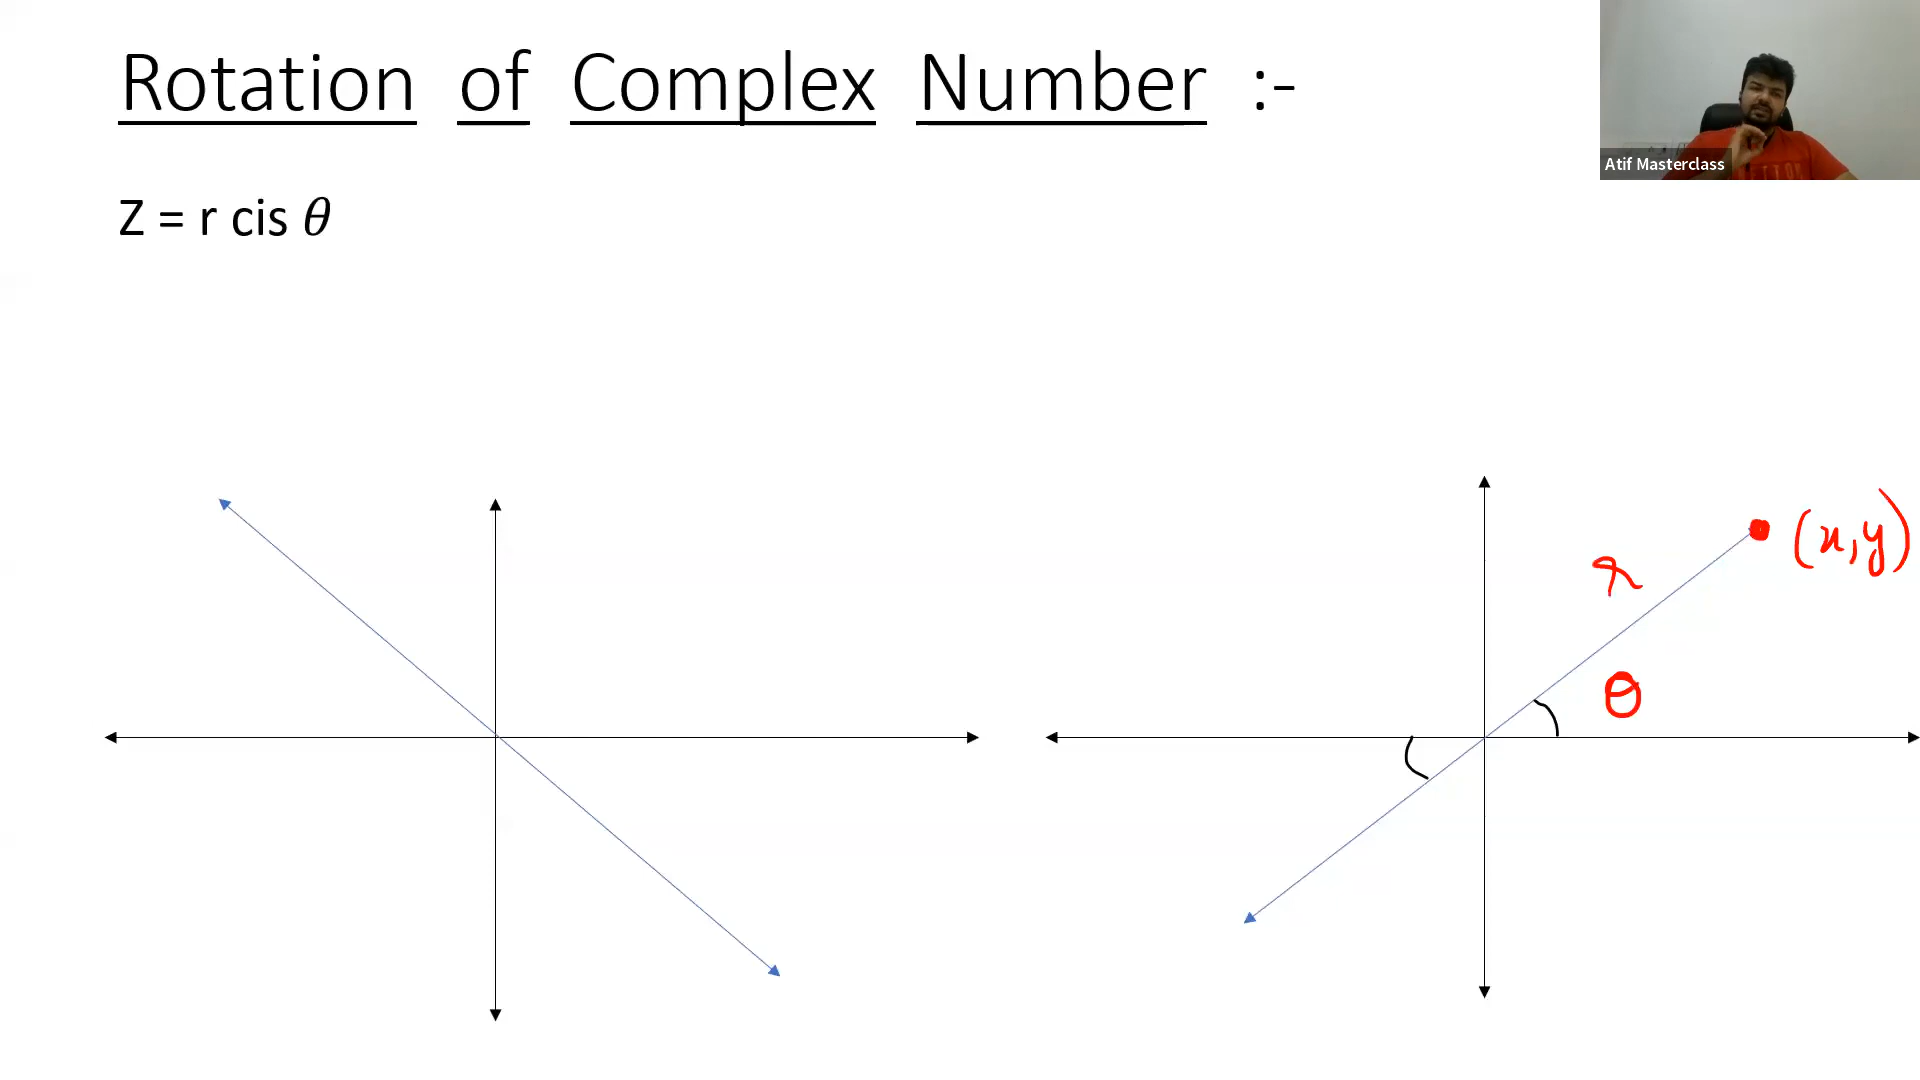 Rotation of Complex Number :-
Atif Masterclass
Z = r cis θ
(x,y)
r
θ